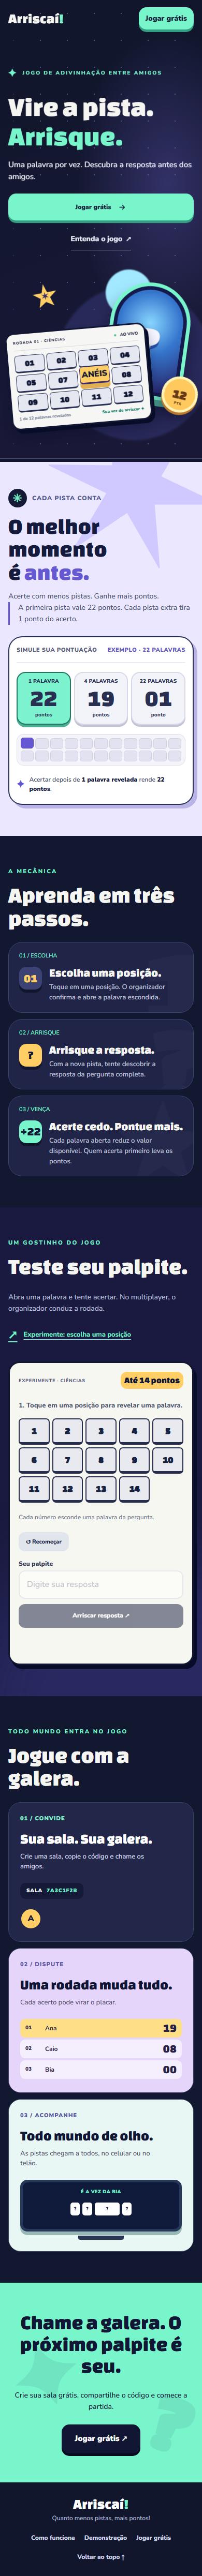 Arriscaí!
Jogar grátis
JOGO DE ADIVINHAÇÃO ENTRE AMIGOS
Vire a pista.
Arrisque.
Uma palavra por vez. Descubra a resposta antes dos
amigos.
Jogar grátis →
Entenda o jogo ↗
RODADA 01 · CIÊNCIAS
AO VIVO
01 02 03 04
05 07 ANÉIS 08
09 10 11 12
1 de 12 palavras reveladas
Sua vez de arriscar
12
PTS
CADA PISTA CONTA
O melhor
momento
é antes.
Acerte com menos pistas. Ganhe mais pontos.
A primeira pista vale 22 pontos. Cada pista extra tira
1 ponto do acerto.
SIMULE SUA PONTUAÇÃO
EXEMPLO · 22 PALAVRAS
1 PALAVRA
22
pontos
4 PALAVRAS
19
pontos
22 PALAVRAS
01
ponto
Acertar depois de 1 palavra revelada rende 22
pontos.
A MECÂNICA
Aprenda em três
passos.
01 / ESCOLHA
01
Escolha uma posição.
Toque em uma posição. O organizador
confirma e abre a palavra escondida.
02 / ARRISQUE
?
Arrisque a resposta.
Com a nova pista, tente descobrir a
resposta da pergunta completa.
03 / VENÇA
+22
Acerte cedo. Pontue mais.
Cada palavra aberta reduz o valor
disponível. Quem acerta primeiro leva os
pontos.
UM GOSTINHO DO JOGO
Teste seu palpite.
Abra uma palavra e tente acertar. No multiplayer, o
organizador conduz a rodada.
↗ Experimente: escolha uma posição
EXPERIMENTE · CIÊNCIAS
Até 14 pontos
1. Toque em uma posição para revelar uma palavra.
1 2 3 4 5
6 7 8 9 10
11 12 13 14
Cada número esconde uma palavra da pergunta.
↺ Recomeçar
Seu palpite
Digite sua resposta
Arriscar resposta ↗
TODO MUNDO ENTRA NO JOGO
Jogue com a
galera.
01 / CONVIDE
Sua sala. Sua galera.
Crie uma sala, copie o código e chame os
amigos.
SALA 7A3C1F2B
A
02 / DISPUTE
Uma rodada muda tudo.
Cada acerto pode virar o placar.
01 Ana 19
02 Caio 08
03 Bia 00
03 / ACOMPANHE
Todo mundo de olho.
As pistas chegam a todos, no celular ou no
telão.
É A VEZ DA BIA
? ? ? ?
Chame a galera. O
próximo palpite é
seu.
Crie sua sala grátis, compartilhe o código e comece a
partida.
Jogar grátis ↗
Arriscaí!
Quanto menos pistas, mais pontos!
Como funciona Demonstração Jogar grátis
Voltar ao topo ↑